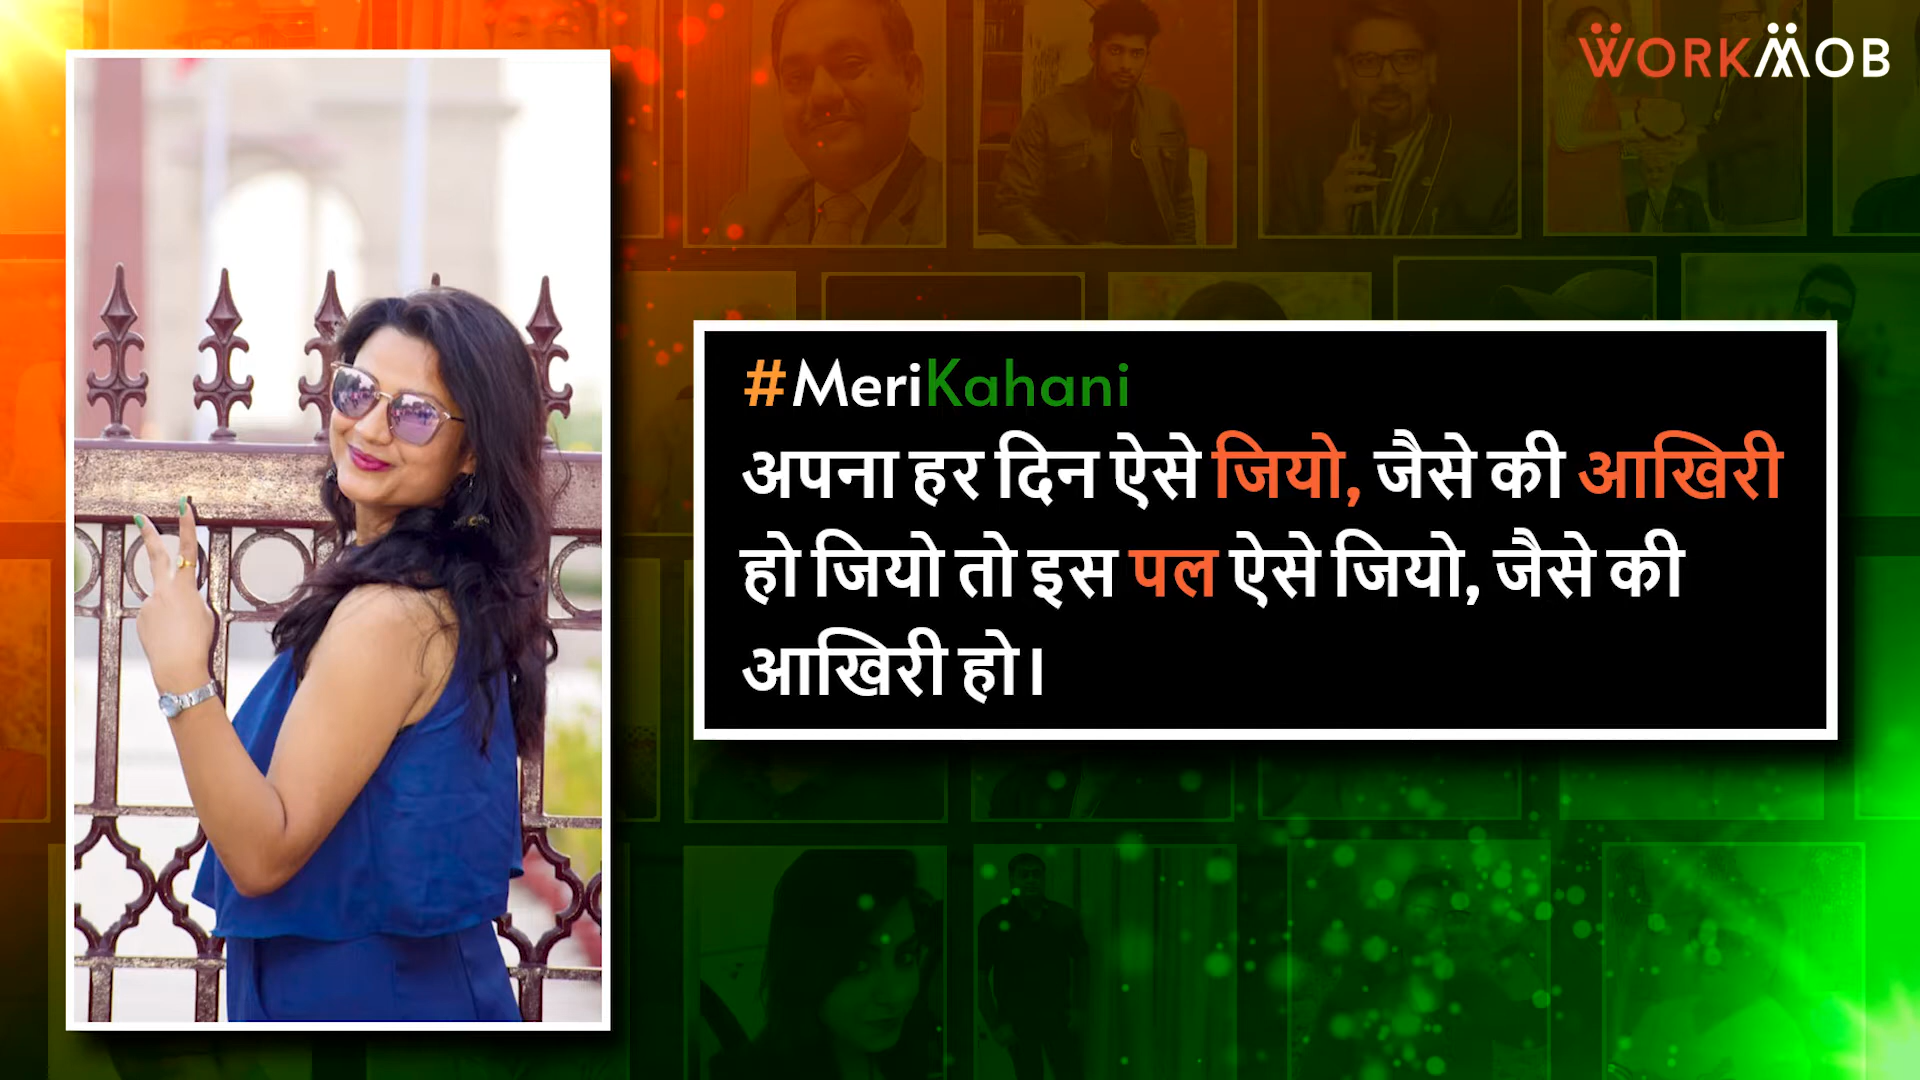 WORKMOB
#MeriKahani
अपना हर दिन ऐसे जियो, जैसे की आखिरी
हो जियो तो इस पल ऐसे जियो, जैसे की
आखिरी हो।